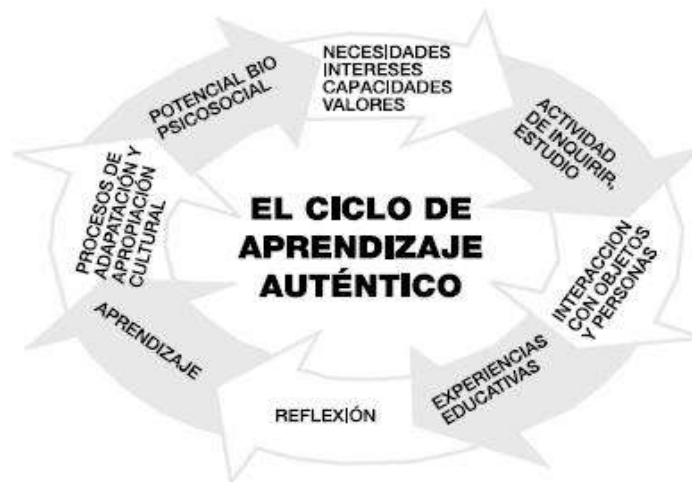 NECESIDADES
INTERESES
CAPACIDADES
VALORES
ACTIVIDAD
DE INQUIRIR,
ESTUDIO
INTERACCION
CON OBJETOS
Y PERSONAS
EXPERIENCIAS
EDUCATIVAS
REFLEXIÓN
APRENDIZAJE
PROCESOS DE
ADAPATACIÓN Y
APROPIACIÓN
CULTURAL
POTENCIAL BIO
PSICOSOCIAL
EL CICLO DE
APRENDIZAJE
AUTÉNTICO